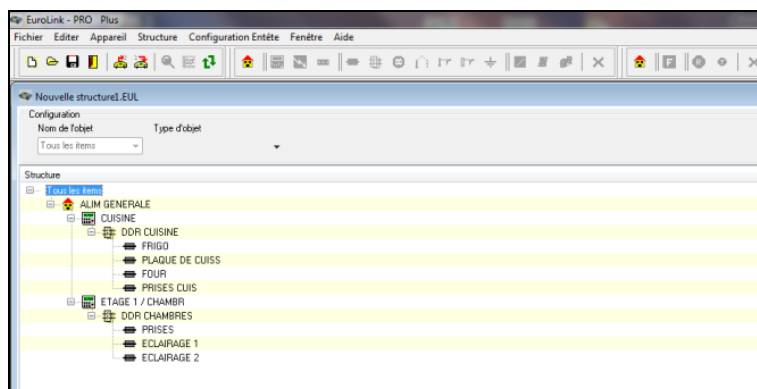 EuroLink - PRO Plus
Fichier Editer Appareil Structure Configuration Entête Fenêtre Aide
Nouvelle structure1.EUL
Configuration
Nom de l'objet Type d'objet
Tous les items
Structure
Tous les items
ALIM GENERALE
CUISINE
DDR CUISINE
FRIGO
PLAQUE DE CUISS
FOUR
PRISES CUIS
ETAGE 1 / CHAMBR
DDR CHAMBRES
PRISES
ECLAIRAGE 1
ECLAIRAGE 2